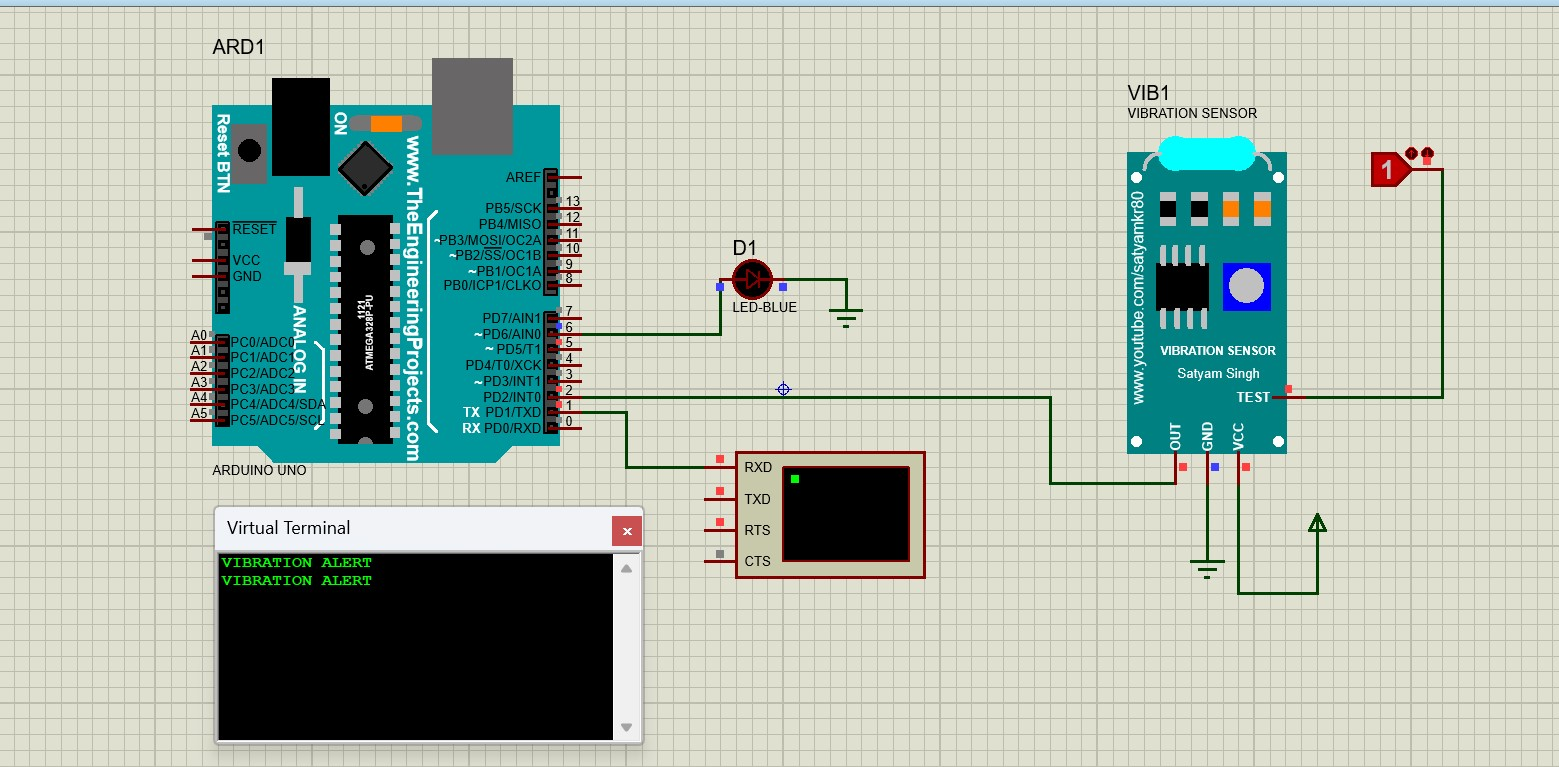 ARD1
Reset BTN
ON
www.TheEngineeringProjects.com
RESET
VCC
GND
ANALOG IN
1121
ATMEGA328P-PU
A0 PC0/ADC0
A1 PC1/ADC1
A2 PC2/ADC2
A3 PC3/ADC3
A4 PC4/ADC4/SDA
A5 PC5/ADC5/SCL
AREF
PB5/SCK 13
PB4/MISO 12
~PB3/MOSI/OC2A 11
~PB2/SS/OC1B 10
~PB1/OC1A 9
PB0/ICP1/CLKO 8
PD7/AIN1 7
~PD6/AIN0 6
~PD5/T1 5
PD4/T0/XCK 4
~PD3/INT1 3
PD2/INT0 2
TX PD1/TXD 1
RX PD0/RXD 0
ARDUINO UNO
D1
LED-BLUE
RXD
TXD
RTS
CTS
Virtual Terminal
VIBRATION ALERT
VIBRATION ALERT
VIB1
VIBRATION SENSOR
www.youtube.com/satyamkr80
VIBRATION SENSOR
Satyam Singh
TEST
OUT
GND
VCC
1